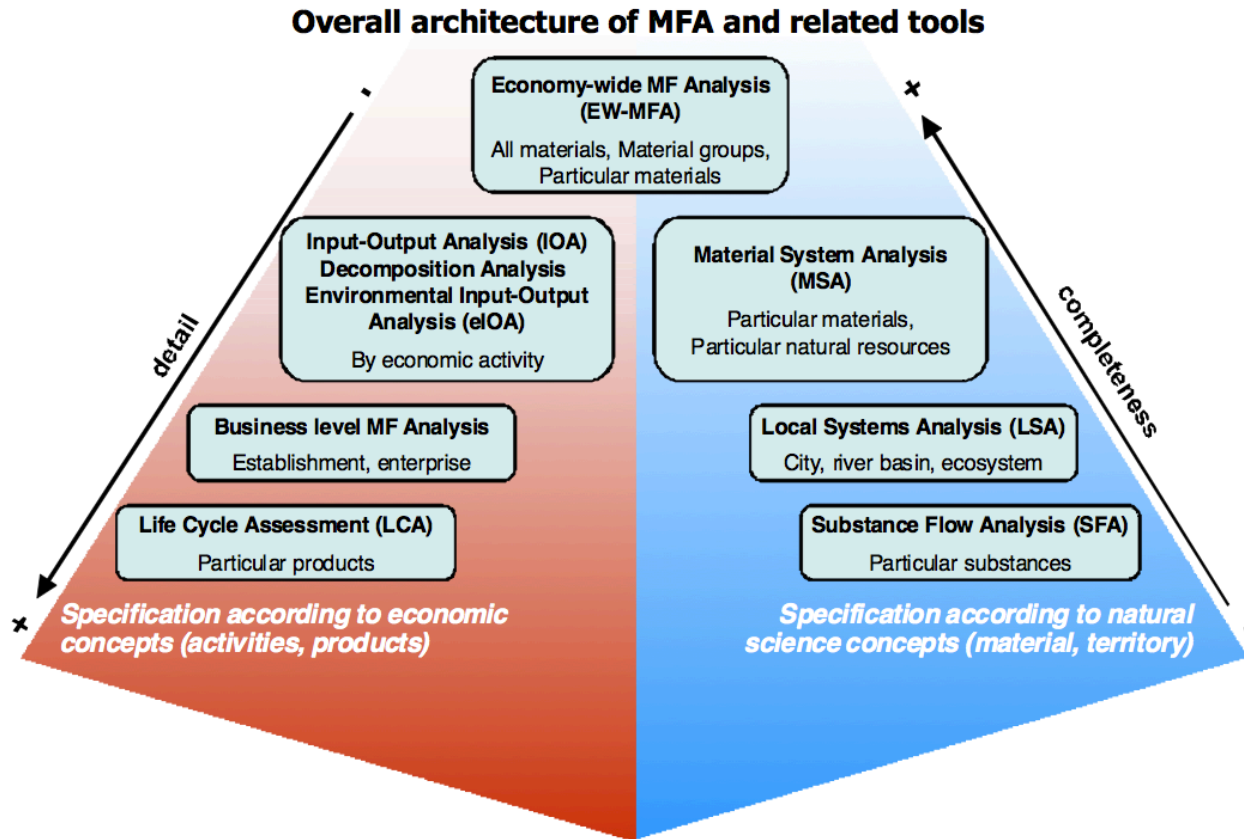 Overall architecture of MFA and related tools
-
+
Economy-wide MF Analysis
(EW-MFA)
All materials, Material groups,
Particular materials
Input-Output Analysis (IOA)
Decomposition Analysis
Environmental Input-Output
Analysis (eIOA)
By economic activity
Material System Analysis
(MSA)
Particular materials,
Particular natural resources
detail
completeness
Business level MF Analysis
Establishment, enterprise
Local Systems Analysis (LSA)
City, river basin, ecosystem
Life Cycle Assessment (LCA)
Particular products
Substance Flow Analysis (SFA)
Particular substances
+
-
Specification according to economic
concepts (activities, products)
Specification according to natural
science concepts (material, territory)